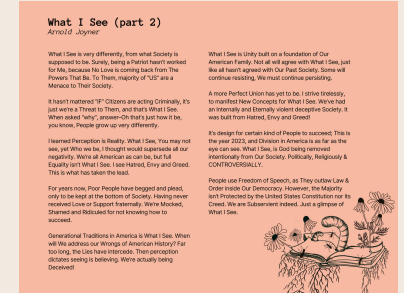 What I See (part 2)
Arnold Joyner
What I See is very differently, from what Society is
supposed to be. Surely, being a Patriot hasn't worked
for Me, because No Love is coming back from The
Powers That Be. To Them, majority of "US" are a
Menace to Their Society.
It hasn't mattered "IF" Citizens are acting Criminally, it's
just we're a Threat to Them, and That's How We See it.
When asked "why", answer-Oh that's just how it be,
you know, People grow up very differently.
I learned Perception is Reality. What I See, You may not
see, yet Who we be, I thought would supersede all our
negativity. We're all American as can be, but full
Equality isn't What I See. I see Hatred, Envy and Greed.
This is what has taken the lead.
For years now, Poor People have begged and plead,
only to be kept at the bottom of Society. Having never
received Love or Support fraternally. We're Mocked,
Shamed and Ridiculed for not knowing how to
succeed.
Generational Traditions in America is What I See. When
will We address Our Wrongs of American History? Far
too long, the Lies have intercede. Then perception
dictates seeing is believing. We're actually being
Deceived!
What I See is Unity built on a foundation of Our
American Family. Not all will agree with What I See, just
like all hasn't agreed with Our Past Society. Some will
continue resisting, We must continue persisting.
A more Perfect Union has yet to be. I strive tirelessly,
to manifest New Concepts for What I See. We've had
an Internally and Eternally violent deceptive Society. It
was built from Hatred, Envy and Greed!
It's design for certain kind of People to succeed; This is
the year 2023, and Division in America is as far as the
eye can see. What I See, is God being removed
intentionally from Our Society. Politically, Religiously &
CONTROVERSIALLY.
People use Freedom of Speech, as They outlaw Law &
Order inside Our Democracy. However, the Majority
isn't Protected by the United States Constitution nor its
Creed. We are Subservient indeed. Just a glimpse of
What I See.